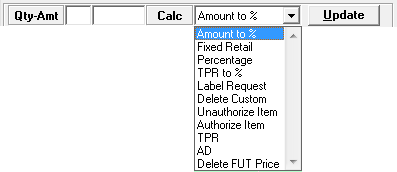 Qty-Amt Calc Amount to % Update
Amount to %
Fixed Retail
Percentage
TPR to %
Label Request
Delete Custom
Unauthorize Item
Authorize Item
TPR
AD
Delete FUT Price